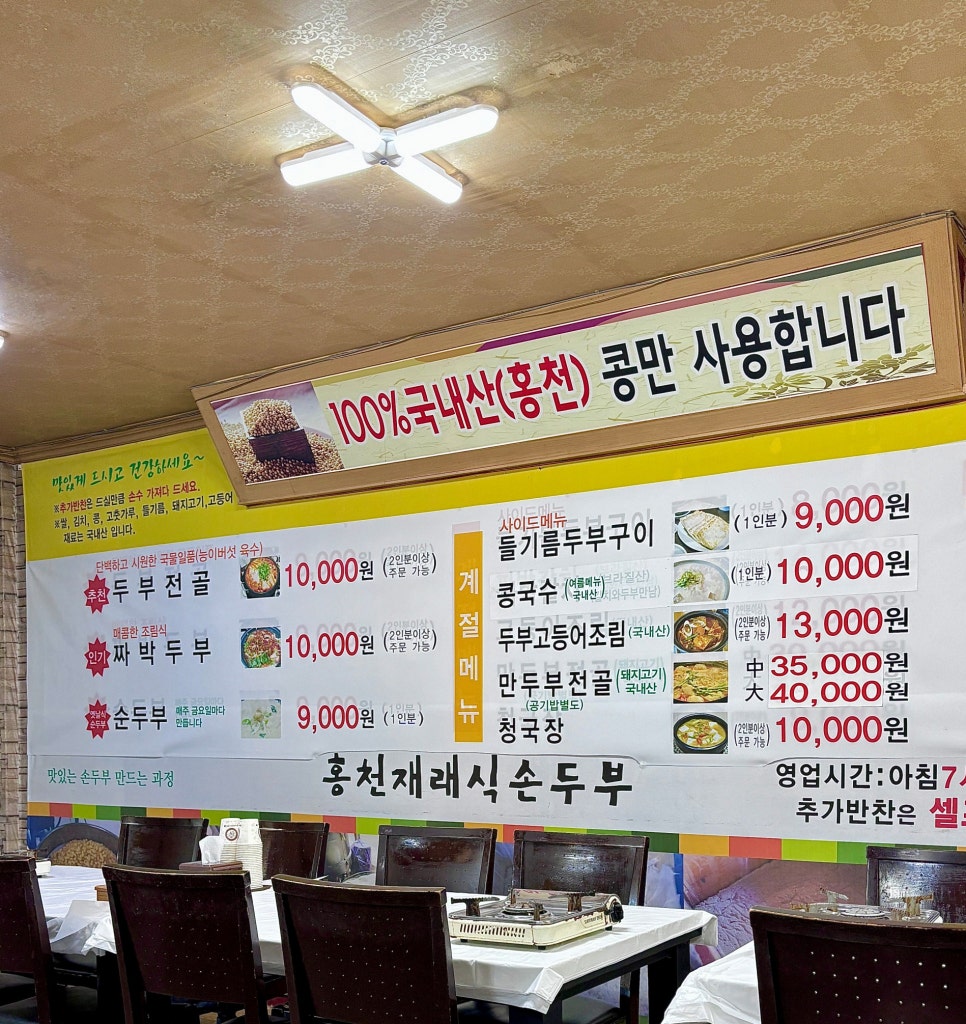 100%국내산(홍천) 콩만 사용합니다
맛있게 드시고 건강하세요~
※추가반찬은 드실만큼 손수 가져다 드세요.
※쌀, 김치, 콩, 고춧가루, 들기름, 돼지고기,고등어
재료는 국내산 입니다.
단백하고 시원한 국물일품(능이버섯 육수)
추천 두부전골 10,000원 (2인분이상 주문 가능)
매콤한 조림식
인기 짜박두부 10,000원 (2인분이상 주문 가능)
옛날식 손두부 순두부 매주 금요일마다 만듭니다 9,000원 (1인분)
계절메뉴
사이드메뉴
들기름두부구이 (1인분) 9,000원
콩국수 (여름메뉴 국내산) (1인분) 10,000원
두부고등어조림 (국내산) (2인분이상 주문 가능) 13,000원
만두부전골 (돼지고기 국내산) 中 35,000원
(공기밥별도) 大 40,000원
청국장 (2인분이상 주문 가능) 10,000원
맛있는 손두부 만드는 과정
홍천재래식손두부
영업시간:아침7
추가반찬은 셀